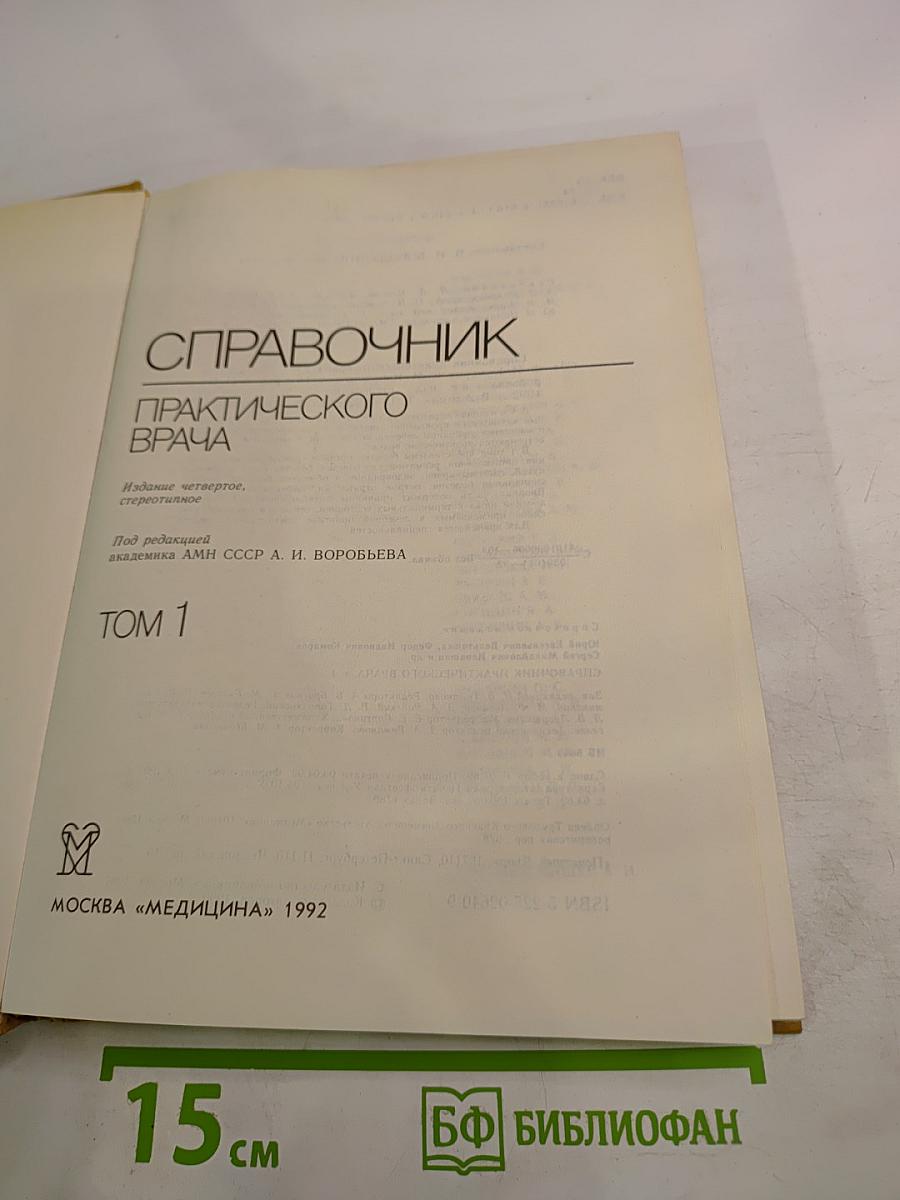 СПРАВОЧНИК
ПРАКТИЧЕСКОГО
ВРАЧА
Издание четвертое,
стереотипное
Под редакцией
академика АМН СССР А. И. ВОРОБЬЕВА
ТОМ 1
МОСКВА «МЕДИЦИНА» 1992
15 см
БФ БИБЛИОФАН